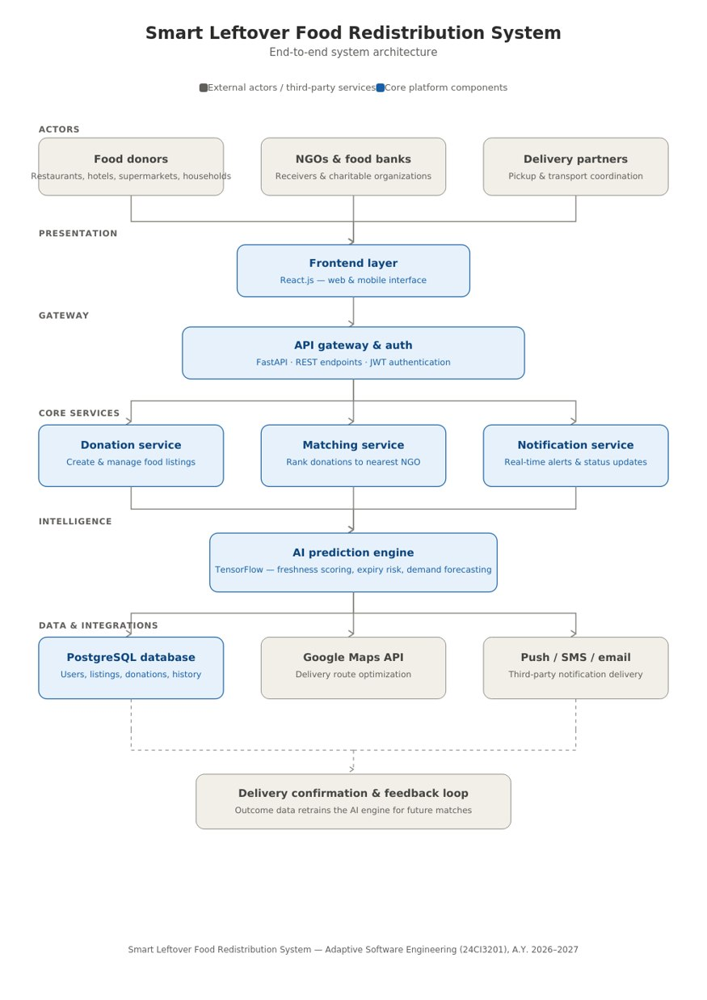 Smart Leftover Food Redistribution System
End-to-end system architecture
External actors / third-party services Core platform components
ACTORS
Food donors
Restaurants, hotels, supermarkets, households
NGOs & food banks
Receivers & charitable organizations
Delivery partners
Pickup & transport coordination
PRESENTATION
Frontend layer
React.js — web & mobile interface
GATEWAY
API gateway & auth
FastAPI · REST endpoints · JWT authentication
CORE SERVICES
Donation service
Create & manage food listings
Matching service
Rank donations to nearest NGO
Notification service
Real-time alerts & status updates
INTELLIGENCE
AI prediction engine
TensorFlow — freshness scoring, expiry risk, demand forecasting
DATA & INTEGRATIONS
PostgreSQL database
Users, listings, donations, history
Google Maps API
Delivery route optimization
Push / SMS / email
Third-party notification delivery
Delivery confirmation & feedback loop
Outcome data retrains the AI engine for future matches
Smart Leftover Food Redistribution System — Adaptive Software Engineering (24CI3201), A.Y. 2026–2027